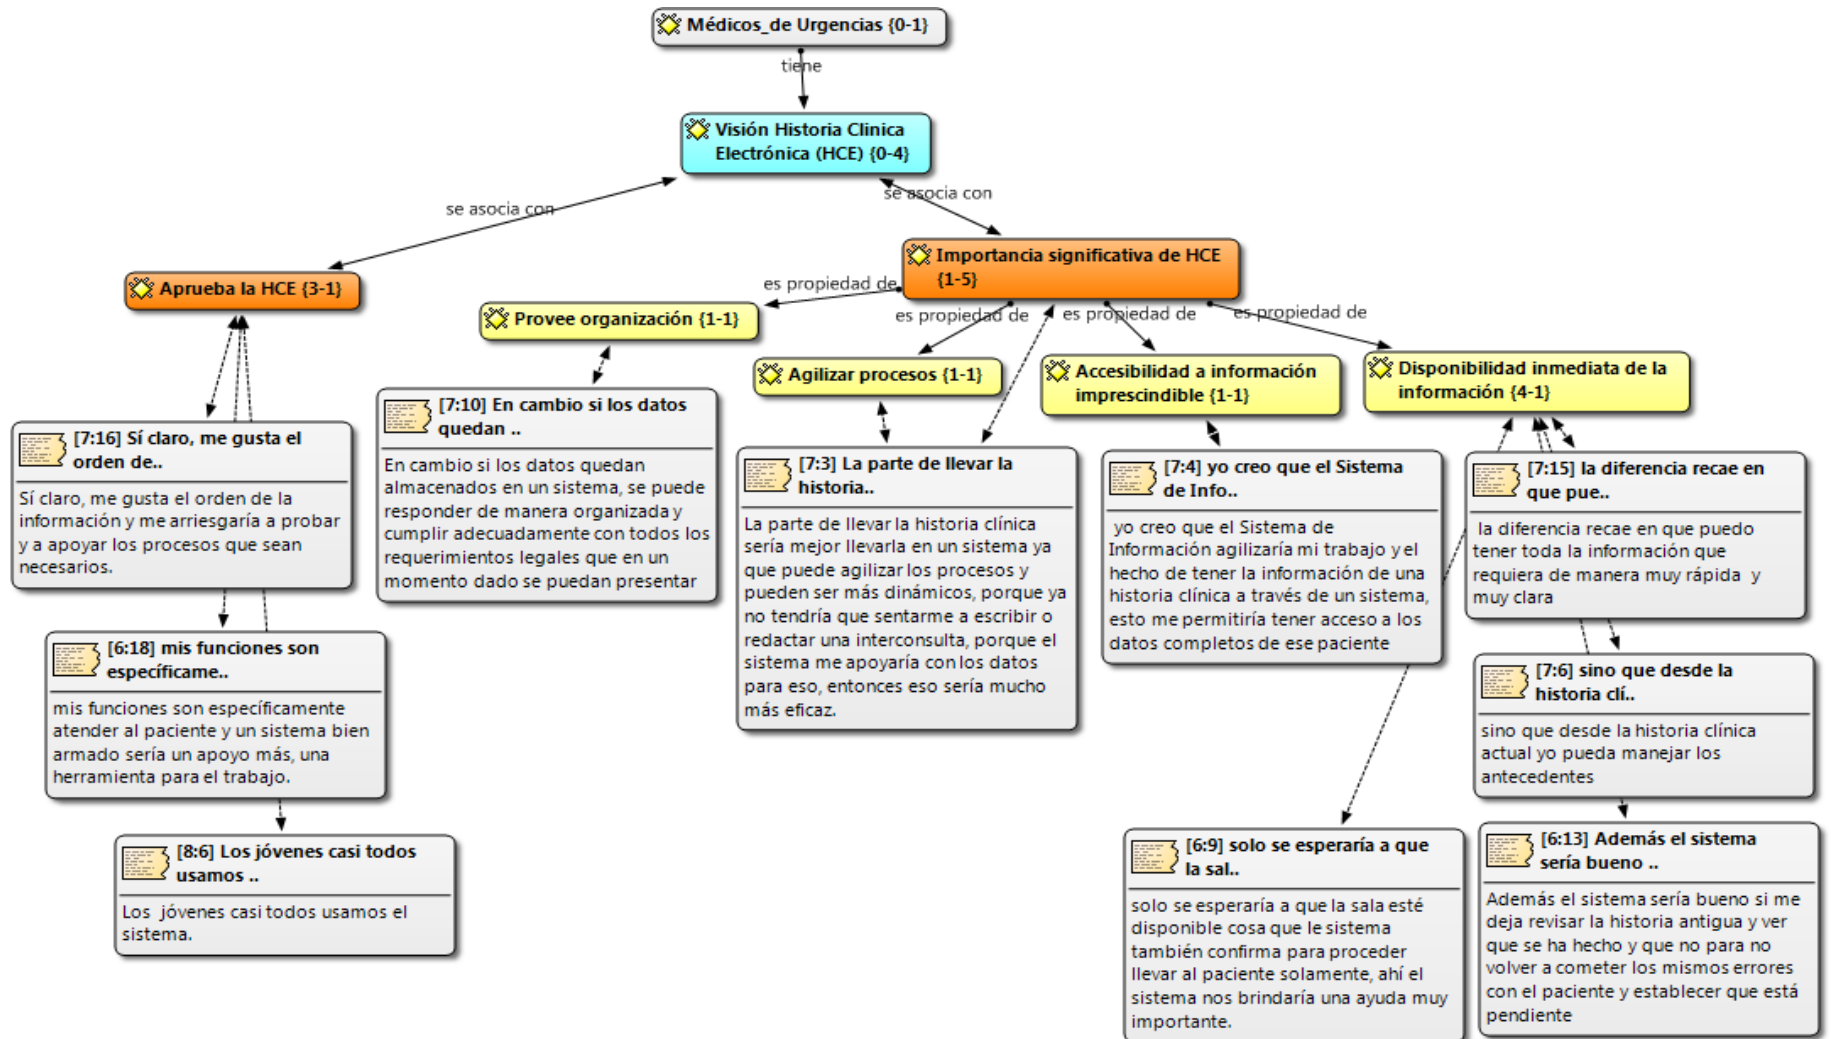 Médicos_de Urgencias {0-1}
tiene
Visión Historia Clinica
Electrónica (HCE) {0-4}
se asocia con
se asocia con
Aprueba la HCE {3-1}
Importancia significativa de HCE
{1-5}
es propiedad de
es propiedad de
es propiedad de
es propiedad de
Provee organización {1-1}
Agilizar procesos {1-1}
Accesibilidad a información
imprescindible {1-1}
Disponibilidad inmediata de la
información {4-1}
[7:16] Sí claro, me gusta el
orden de..
Sí claro, me gusta el orden de la
información y me arriesgaría a probar
y a apoyar los procesos que sean
necesarios.
[6:18] mis funciones son
específicame..
mis funciones son específicamente
atender al paciente y un sistema bien
armado sería un apoyo más, una
herramienta para el trabajo.
[8:6] Los jóvenes casi todos
usamos ..
Los  jóvenes casi todos usamos el
sistema.
[7:10] En cambio si los datos
quedan ..
En cambio si los datos quedan
almacenados en un sistema, se puede
responder de manera organizada y
cumplir adecuadamente con todos los
requerimientos legales que en un
momento dado se puedan presentar
[7:3] La parte de llevar la
historia..
La parte de llevar la historia clínica
sería mejor llevarla en un sistema ya
que puede agilizar los procesos y
pueden ser más dinámicos, porque ya
no tendría que sentarme a escribir o
redactar una interconsulta, porque el
sistema me apoyaría con los datos
para eso, entonces eso sería mucho
más eficaz.
[7:4] yo creo que el Sistema
de Info..
yo creo que el Sistema de
Información agilizaría mi trabajo y el
hecho de tener la información de una
historia clínica a través de un sistema,
esto me permitiría tener acceso a los
datos completos de ese paciente
[7:15] la diferencia recae en
que pue..
la diferencia recae en que puedo
tener toda la información que
requiera de manera muy rápida  y
muy clara
[7:6] sino que desde la
historia clí..
sino que desde la historia clínica
actual yo pueda manejar los
antecedentes
[6:9] solo se esperaría a que
la sal..
solo se esperaría a que la sala esté
disponible cosa que le sistema
también confirma para proceder
llevar al paciente solamente, ahí el
sistema nos brindaría una ayuda muy
importante.
[6:13] Además el sistema
sería bueno ..
Además el sistema sería bueno si me
deja revisar la historia antigua y ver
que se ha hecho y que no para no
volver a cometer los mismos errores
con el paciente y establecer que está
pendiente